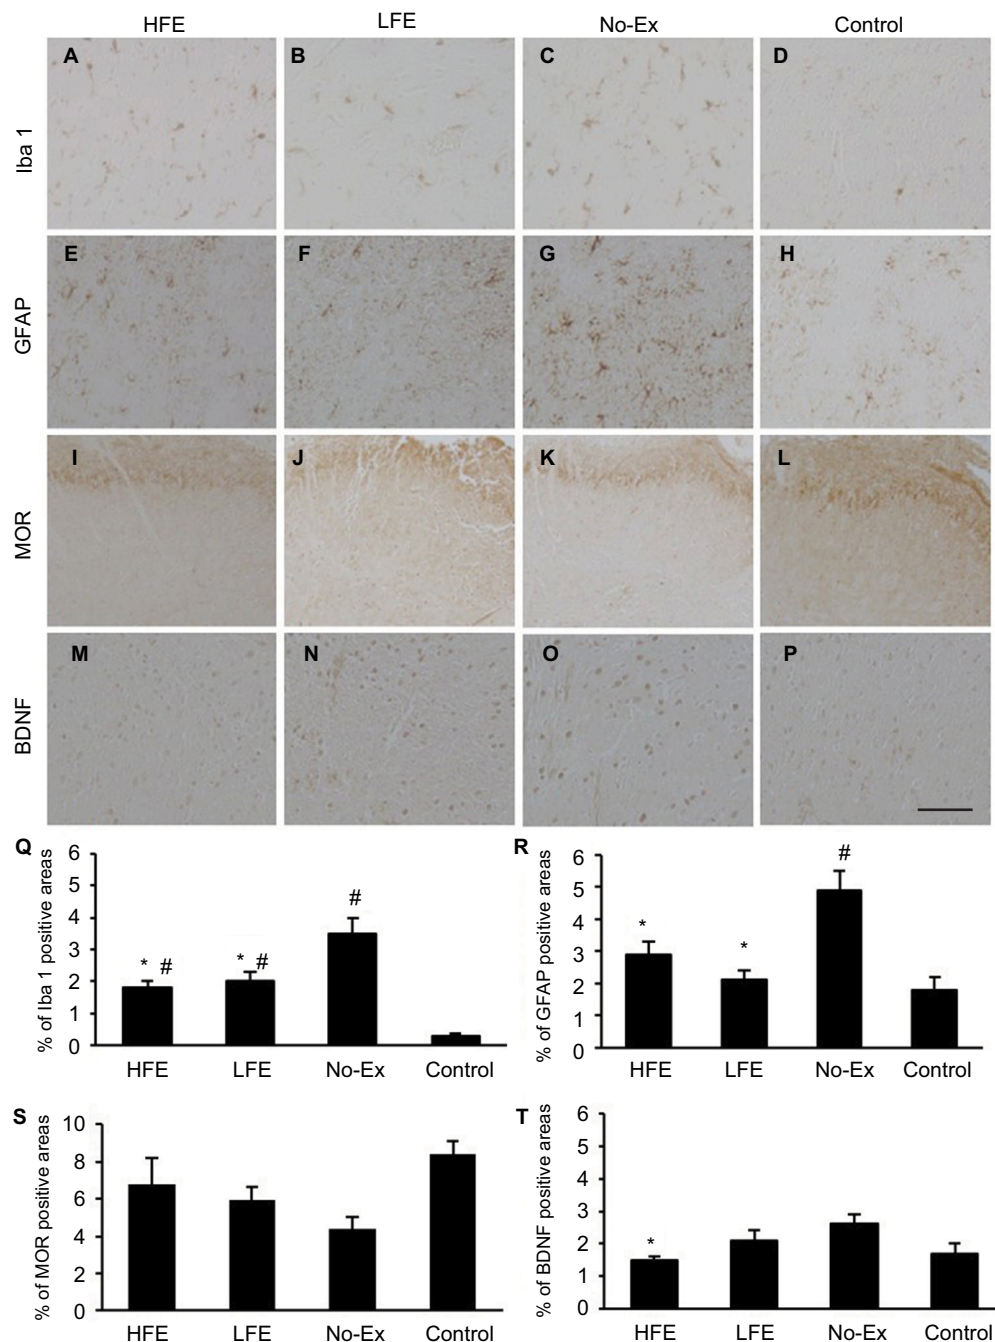 HFE LFE No-Ex Control
Iba 1
A B C D
GFAP
E F G H
MOR
I J K L
BDNF
M N O P
Q
% of Iba 1 positive areas
6
5
4
3
2
1
0
* #
* #
#
HFE LFE No-Ex Control
R
% of GFAP positive areas
6
5
4
3
2
1
0
*
*
#
HFE LFE No-Ex Control
S
% of MOR positive areas
10
8
6
4
2
0
HFE LFE No-Ex Control
T
% of BDNF positive areas
6
5
4
3
2
1
0
*
HFE LFE No-Ex Control